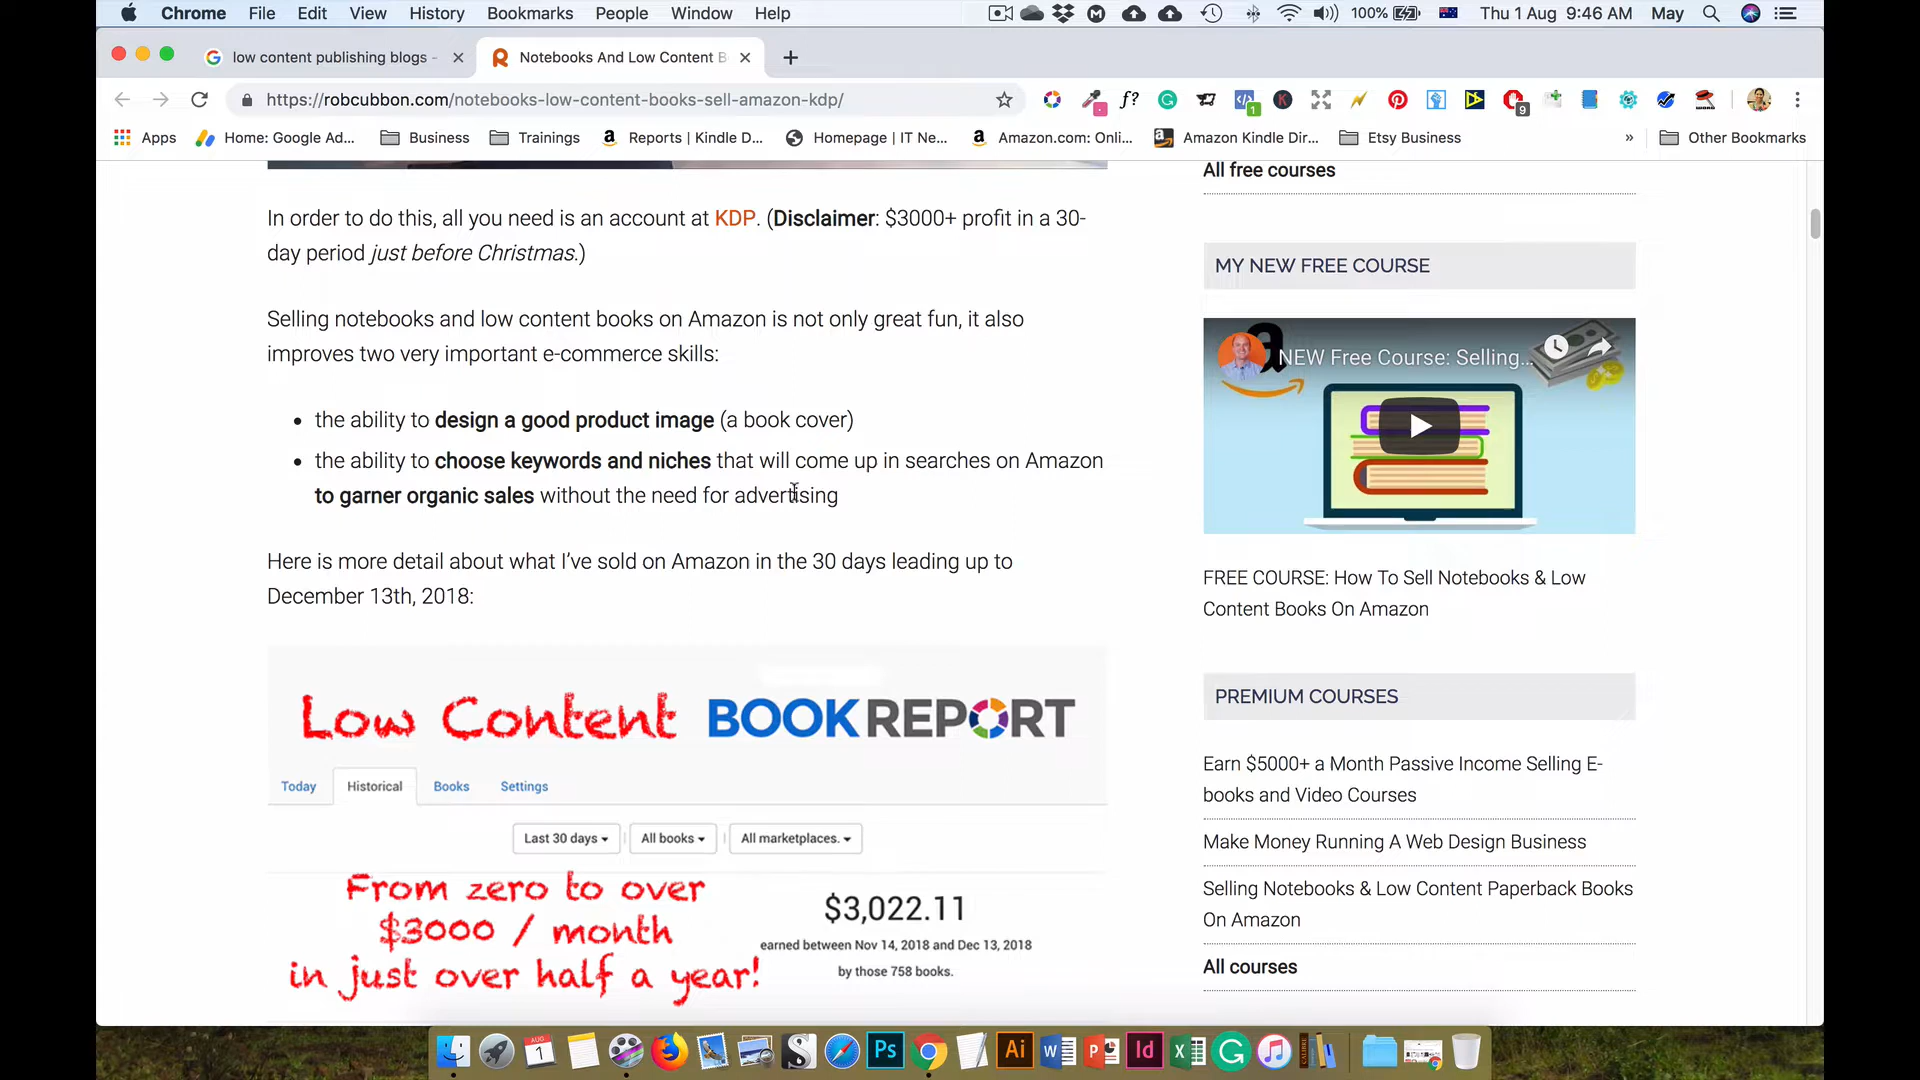 Chrome File Edit View History Bookmarks People Window Help
100% Thu 1 Aug 9:46 AM May
low content publishing blogs -
Notebooks And Low Content B
https://robcubbon.com/notebooks-low-content-books-sell-amazon-kdp/
Apps Home: Google Ad... Business Trainings Reports | Kindle D... Homepage | IT Ne... Amazon.com: Onli... Amazon Kindle Dir... Etsy Business » Other Bookmarks
In order to do this, all you need is an account at KDP. (Disclaimer: $3000+ profit in a 30-
day period just before Christmas.)
Selling notebooks and low content books on Amazon is not only great fun, it also
improves two very important e-commerce skills:
• the ability to design a good product image (a book cover)
• the ability to choose keywords and niches that will come up in searches on Amazon
to garner organic sales without the need for advertising
Here is more detail about what I've sold on Amazon in the 30 days leading up to
December 13th, 2018:
Low Content BOOKREPORT
Today Historical Books Settings
Last 30 days All books All marketplaces.
From zero to over
$3000 / month
in just over half a year!
$3,022.11
earned between Nov 14, 2018 and Dec 13, 2018
by those 758 books.
All free courses
MY NEW FREE COURSE
NEW Free Course: Selling...
FREE COURSE: How To Sell Notebooks & Low
Content Books On Amazon
PREMIUM COURSES
Earn $5000+ a Month Passive Income Selling E-
books and Video Courses
Make Money Running A Web Design Business
Selling Notebooks & Low Content Paperback Books
On Amazon
All courses
AUG
1
Ps
Ai
Id